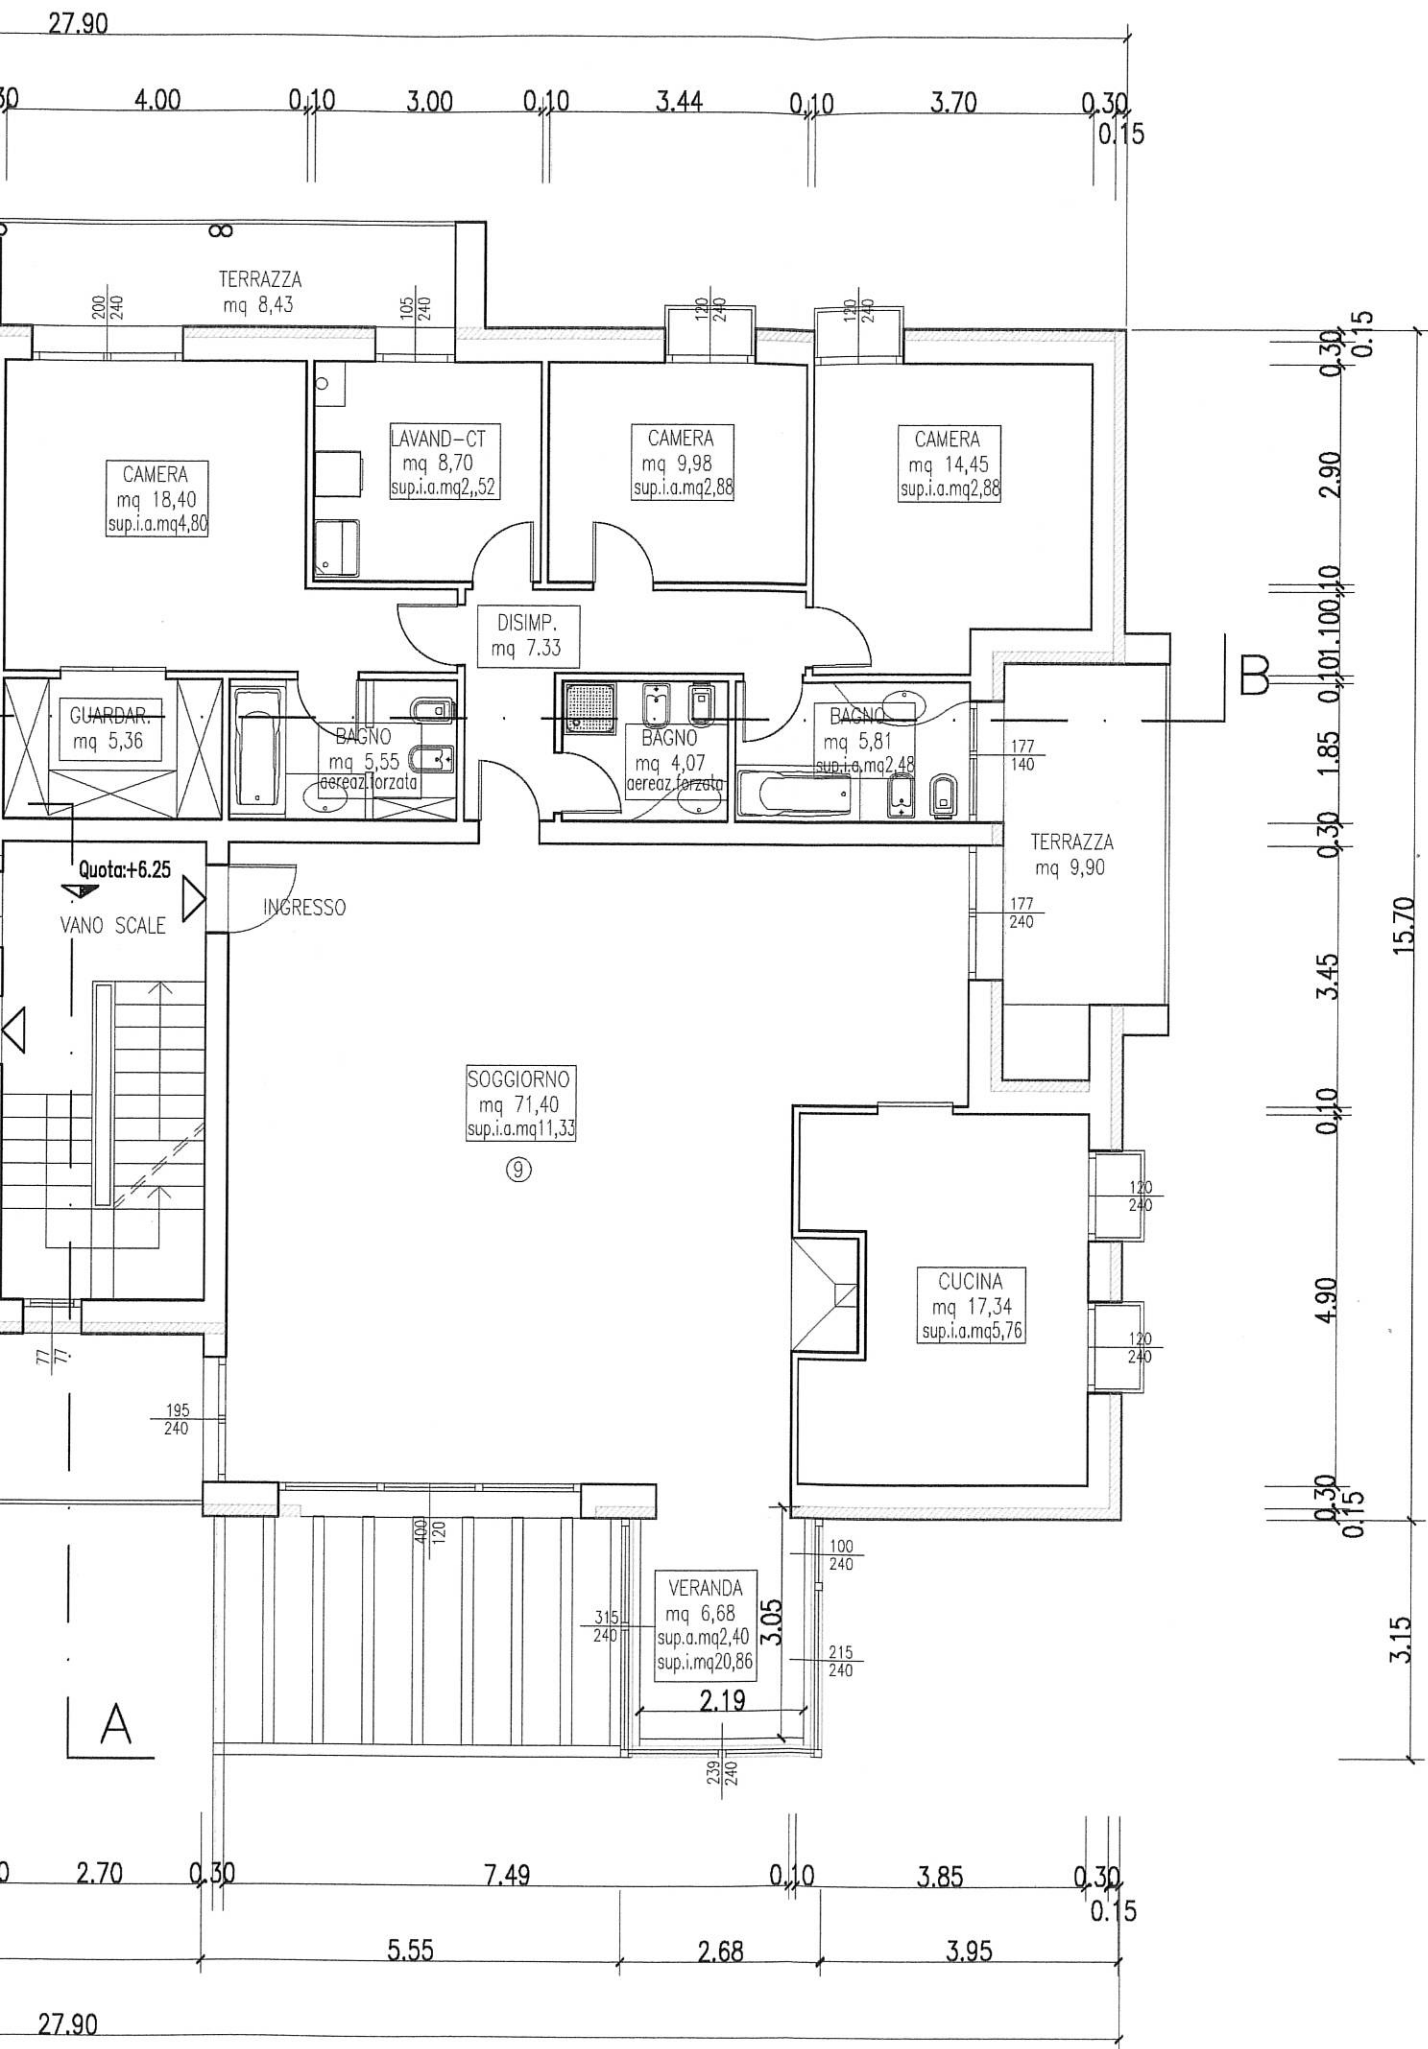 27.90
30 4.00 0.10 3.00 0.10 3.44 0.10 3.70 0.30
0.15
TERRAZZA
mq 8,43
200
240
105
240
120
240
120
240
0.15
0.30
2.90
0.10
1.10
0.10
1.85
0.30
3.45
0.10
4.90
0.30
0.15
15.70
3.15
CAMERA
mq 18,40
sup.i.a.mq4,80
LAVAND-CT
mq 8,70
sup.i.a.mq2,,52
CAMERA
mq 9,98
sup.i.a.mq2,88
CAMERA
mq 14,45
sup.i.a.mq2,88
DISIMP.
mq 7.33
B
GUARDAR.
mq 5,36
BAGNO
mq 5,55
aereaz.forzata
BAGNO
mq 4,07
aereaz.forzata
BAGNO
mq 5,81
sup.i.a.mq2,48
177
140
TERRAZZA
mq 9,90
177
240
Quota:+6.25
VANO SCALE
INGRESSO
SOGGIORNO
mq 71,40
sup.i.a.mq11,33
9
120
240
CUCINA
mq 17,34
sup.i.a.mq5,76
120
240
77
77
195
240
400
120
100
240
VERANDA
mq 6,68
sup.a.mq2,40
sup.i.mq20,86
3.05
315
240
215
240
2.19
239
240
A
0 2.70 0.30 7.49 0.10 3.85 0.30
0.15
5.55 2.68 3.95
27.90